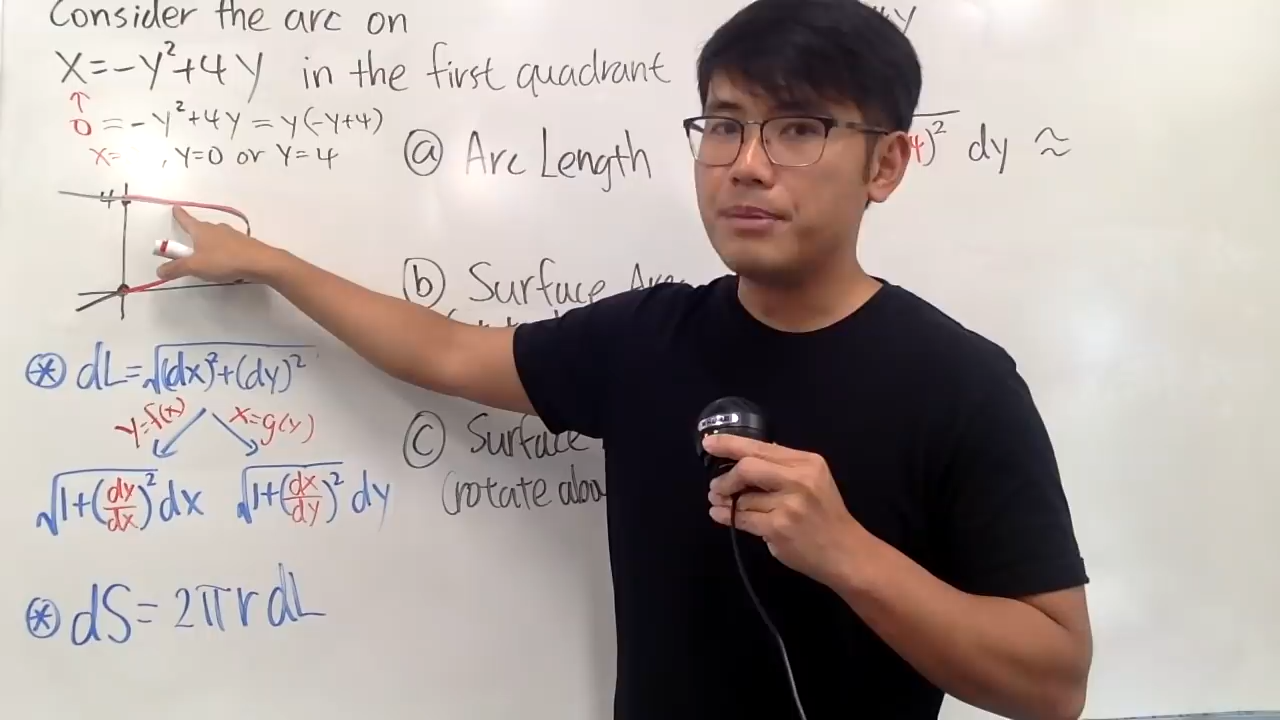 Consider the arc on
x=-y²+4y in the first quadrant
0 = -y²+4y = y(-y+4)
x= , y=0 or y=4
4
ⓐ Arc Length
4)² dy ≈
y
ⓑ Surface
⊛ dL=√((dx)²+(dy)²)
y=f(x) x=g(y)
√(1+(dy/dx)²) dx √(1+(dx/dy)²) dy
ⓒ Surface
(rotate
⊛ dS=2πr dL